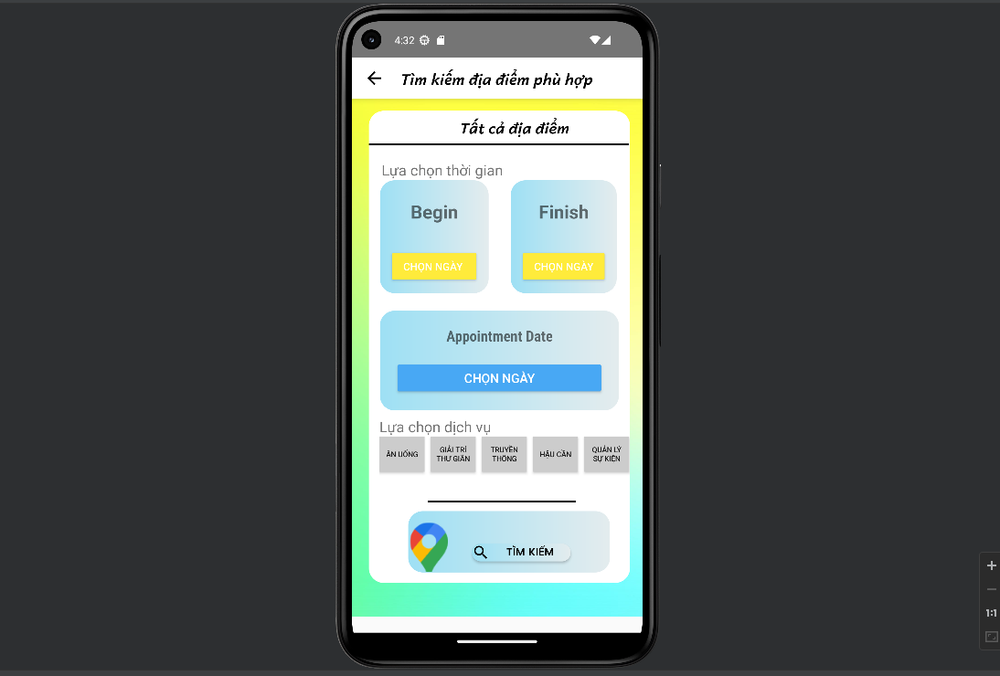 4:32
Tìm kiếm địa điểm phù hợp
Tất cả địa điểm
Lựa chọn thời gian
Begin
Finish
CHỌN NGÀY
CHỌN NGÀY
Appointment Date
CHỌN NGÀY
Lựa chọn dịch vụ
ĂN UỐNG
GIẢI TRÍ
THƯ GIÃN
TRUYỀN
THÔNG
HẬU CẦN
QUẢN LÝ
SỰ KIỆN
TÌM KIẾM
1:1